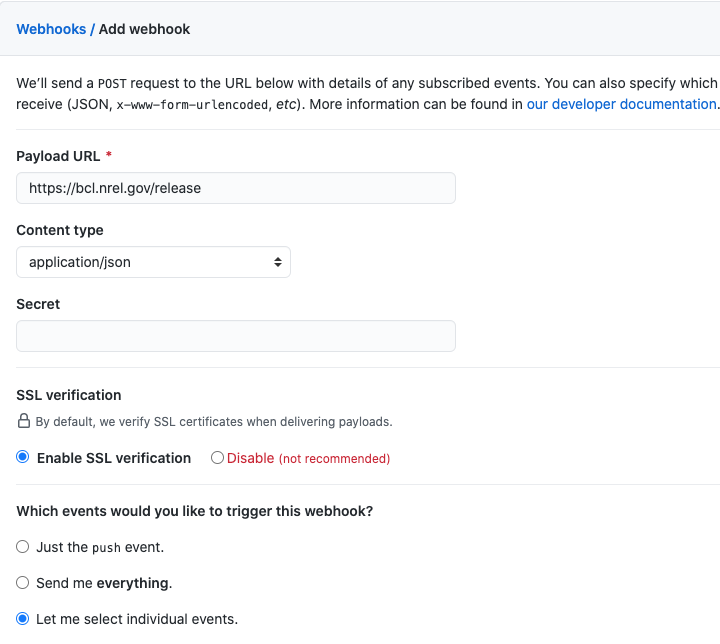 Webhooks / Add webhook
We’ll send a POST request to the URL below with details of any subscribed events. You can also specify which
receive (JSON, x-www-form-urlencoded, etc). More information can be found in our developer documentation.
Payload URL *
https://bcl.nrel.gov/release
Content type
application/json
Secret
SSL verification
By default, we verify SSL certificates when delivering payloads.
Enable SSL verification Disable (not recommended)
Which events would you like to trigger this webhook?
Just the push event.
Send me everything.
Let me select individual events.